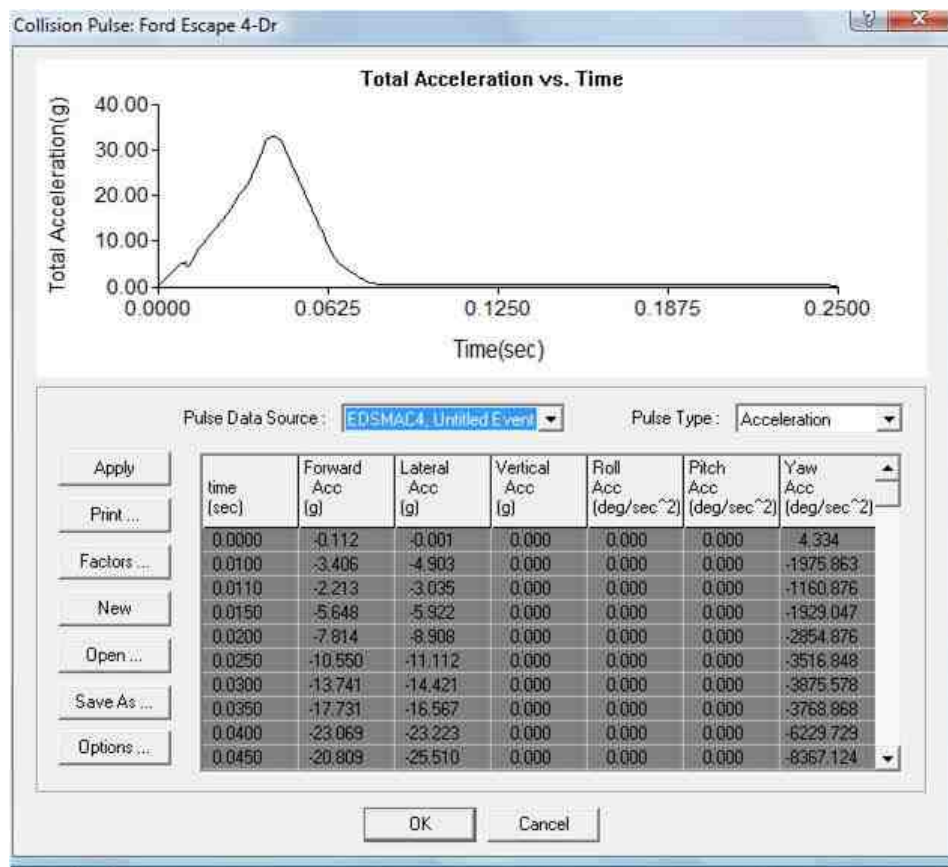 Collision Pulse: Ford Escape 4-Dr
Total Acceleration vs. Time
Total Acceleration(g)
40.00
30.00
20.00
10.00
0.00
0.0000 0.0625 0.1250 0.1875 0.2500
Time(sec)
Pulse Data Source : EDSMAC4, Untitled Event Pulse Type : Acceleration
Apply
Print ...
Factors ...
New
Open ...
Save As ...
Options ...
time (sec) Forward Acc (g) Lateral Acc (g) Vertical Acc (g) Roll Acc (deg/sec^2) Pitch Acc (deg/sec^2) Yaw Acc (deg/sec^2)
0.0000 -0.112 -0.001 0.000 0.000 0.000 4.334
0.0100 -3.406 -4.903 0.000 0.000 0.000 -1975.863
0.0110 -2.213 -3.035 0.000 0.000 0.000 -1160.876
0.0150 -5.648 -5.922 0.000 0.000 0.000 -1929.047
0.0200 -7.814 -8.908 0.000 0.000 0.000 -2854.876
0.0250 -10.550 -11.112 0.000 0.000 0.000 -3516.848
0.0300 -13.741 -14.421 0.000 0.000 0.000 -3875.578
0.0350 -17.731 -16.567 0.000 0.000 0.000 -3768.868
0.0400 -23.069 -23.223 0.000 0.000 0.000 -6229.729
0.0450 -20.809 -25.510 0.000 0.000 0.000 -8367.124
OK Cancel